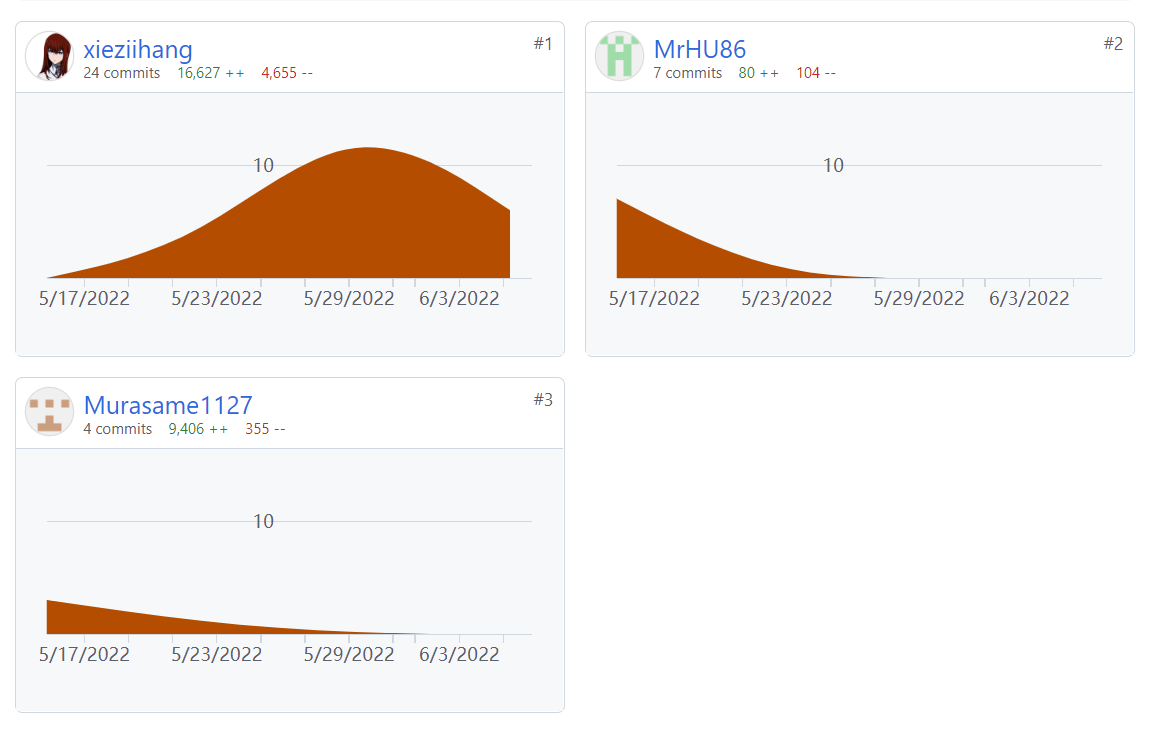 xieziihang #1
24 commits 16,627 ++ 4,655 --
10
5/17/2022 5/23/2022 5/29/2022 6/3/2022
MrHU86 #2
7 commits 80 ++ 104 --
10
5/17/2022 5/23/2022 5/29/2022 6/3/2022
Murasame1127 #3
4 commits 9,406 ++ 355 --
10
5/17/2022 5/23/2022 5/29/2022 6/3/2022